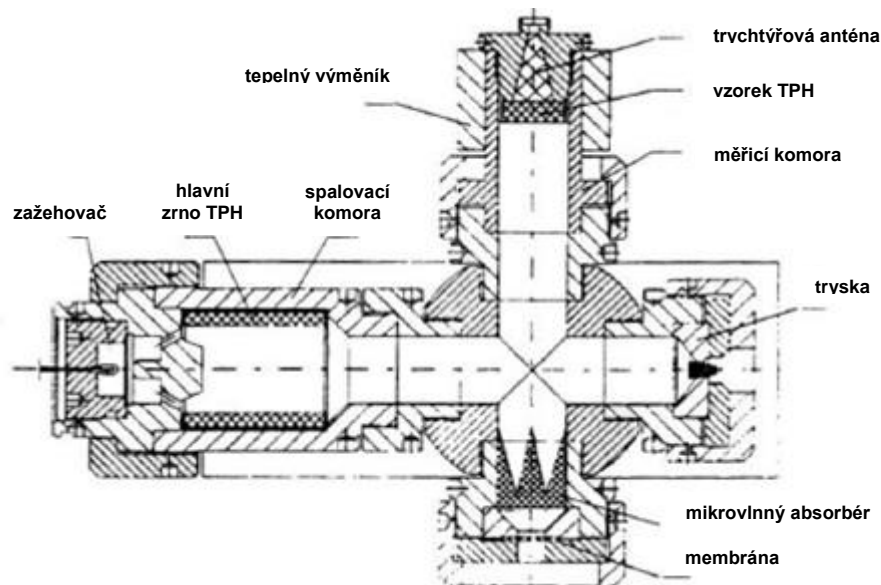 trychtýřová anténa
tepelný výměník
vzorek TPH
měřicí komora
hlavní
zrno TPH
spalovací
komora
zažehovač
tryska
mikrovlnný absorbér
membrána